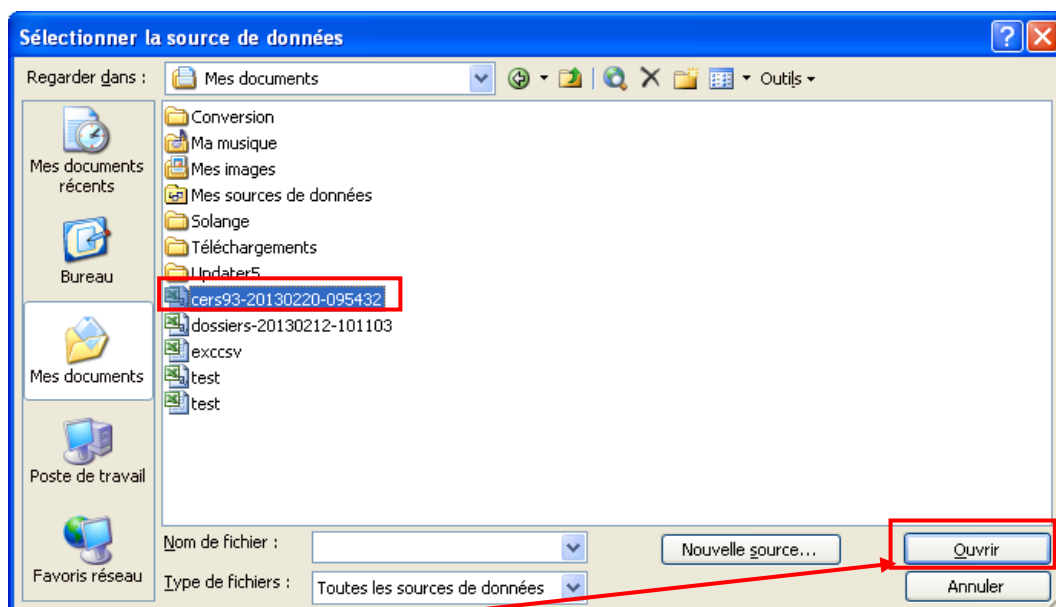 Sélectionner la source de données
Regarder dans :
Mes documents
Outils
Mes documents
récents
Bureau
Mes documents
Poste de travail
Favoris réseau
Conversion
Ma musique
Mes images
Mes sources de données
Solange
Téléchargements
Updater5
cers93-20130220-095432
dossiers-20130212-101103
exccsv
test
test
Nom de fichier :
Nouvelle source...
Ouvrir
Type de fichiers :
Toutes les sources de données
Annuler